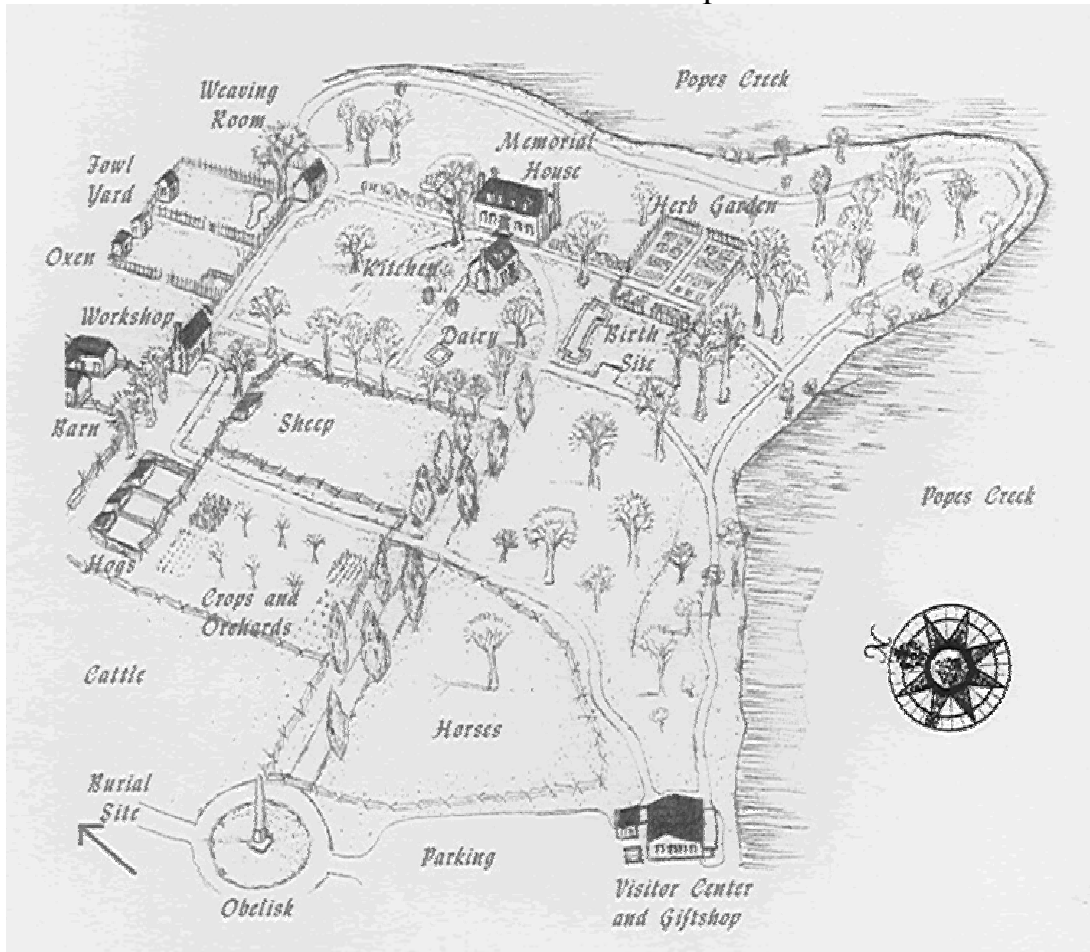 Popes Creek
Weaving
Room
Memorial
House
Fowl
Yard
Herb Garden
Oxen
Kitchen
Workshop
Dairy
Birth
Site
Barn
Sheep
Popes Creek
Hogs
Crops and
Orchards
N
Cattle
Horses
Burial
Site
Parking
Visitor Center
and Giftshop
Obelisk